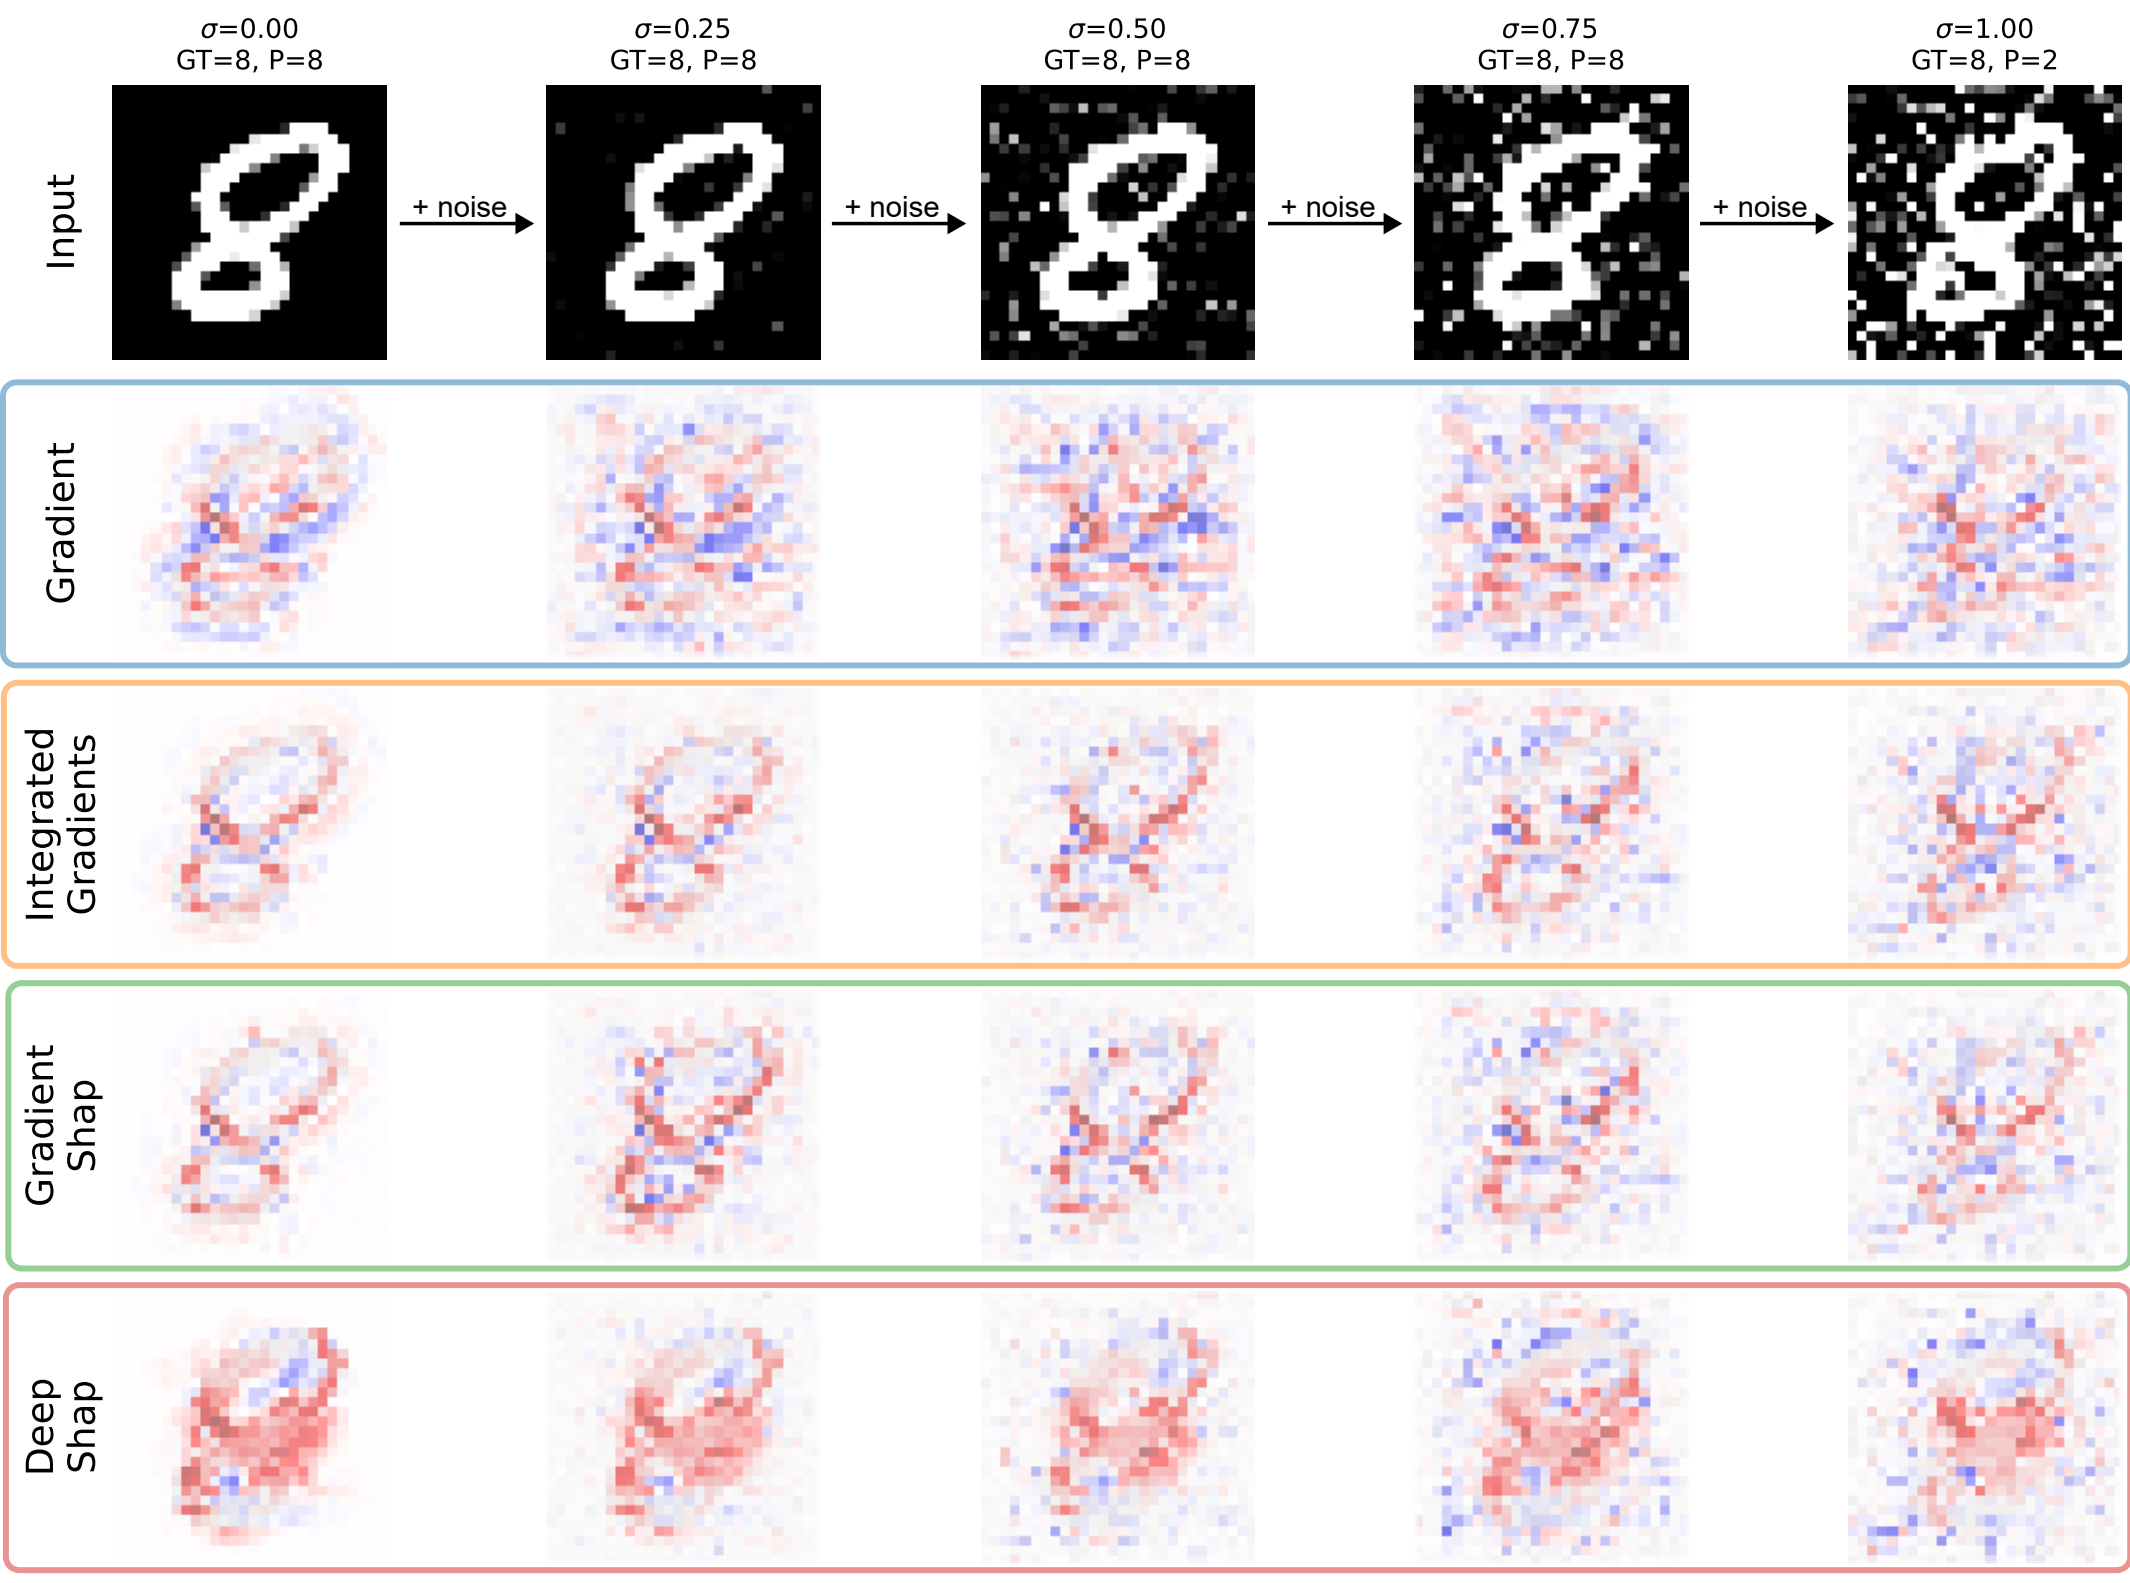 σ=0.00
GT=8, P=8
σ=0.25
GT=8, P=8
σ=0.50
GT=8, P=8
σ=0.75
GT=8, P=8
σ=1.00
GT=8, P=2
Input
+ noise
+ noise
+ noise
+ noise
Gradient
Integrated
Gradients
Gradient
Shap
Deep
Shap